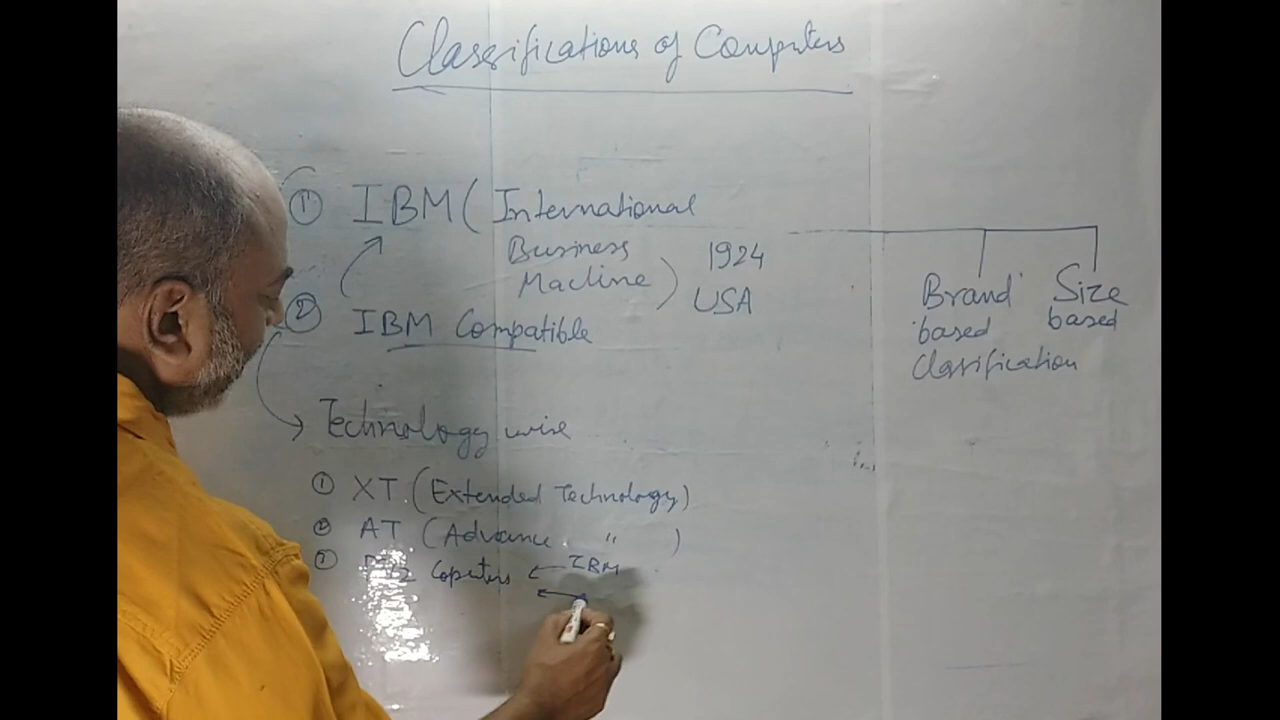 Classifications of Computers
① IBM ( International
Business
Machine )
1924
USA
② IBM Compatible
Technology wise
① XT (Extended Technology)
② AT (Advance " )
③ Coputers ← IBM
←
Brand
based
Classification
Size
based